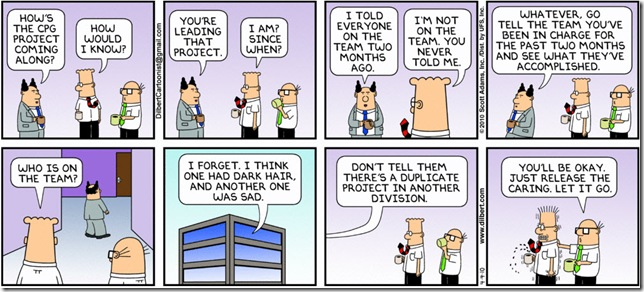 HOW'S
THE CPG
PROJECT
COMING
ALONG?
HOW
WOULD
I KNOW?
DilbertCartoonist@gmail.com
YOU'RE
LEADING
THAT
PROJECT.
I AM?
SINCE
WHEN?
I TOLD
EVERYONE
ON THE
TEAM TWO
MONTHS
AGO.
I'M NOT
ON THE
TEAM. YOU
NEVER
TOLD ME.
© 2010 Scott Adams, Inc./Dist. by UFS, Inc.
WHATEVER, GO
TELL THE TEAM YOU'VE
BEEN IN CHARGE FOR
THE PAST TWO MONTHS
AND SEE WHAT THEY'VE
ACCOMPLISHED.
WHO IS ON
THE TEAM?
I FORGET. I THINK
ONE HAD DARK HAIR,
AND ANOTHER ONE
WAS SAD.
DON'T TELL THEM
THERE'S A DUPLICATE
PROJECT IN ANOTHER
DIVISION.
www.dilbert.com
4-4-10
YOU'LL BE OKAY.
JUST RELEASE THE
CARING. LET IT GO.